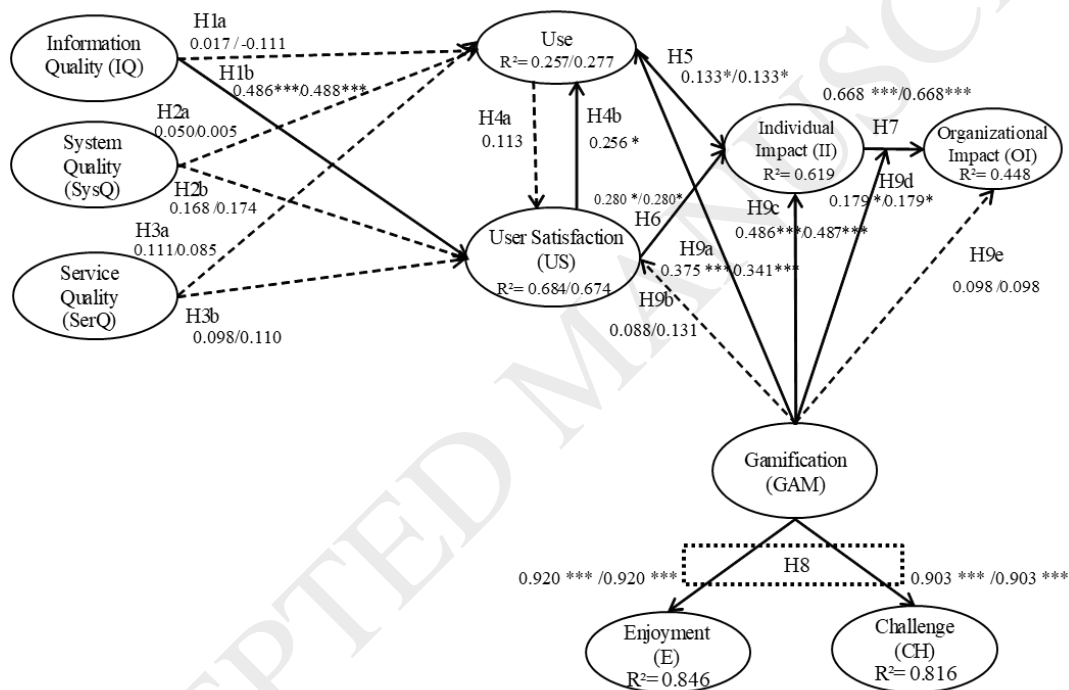 H1a
0.017 / -0.111
Information
Quality (IQ)
H1b
0.486***/0.488***
H2a
0.050/0.005
System
Quality
(SysQ)
H2b
0.168/0.174
H3a
0.111/0.085
Service
Quality
(SerQ)
H3b
0.098/0.110
Use
R²= 0.257/0.277
H4a
0.113
H4b
0.256 *
User Satisfaction
(US)
R²= 0.684/0.674
H5
0.133*/0.133*
0.280 */0.280*
H6
Individual
Impact (II)
R²= 0.619
0.668 ***/0.668***
H7
Organizational
Impact (OI)
R²= 0.448
H9d
0.179*/0.179*
H9c
0.486***/0.487***
H9a
0.375 ***/0.341***
H9b
0.088/0.131
H9e
0.098 /0.098
Gamification
(GAM)
H8
0.920 *** /0.920 ***
0.903 *** /0.903 ***
Enjoyment
(E)
R²= 0.846
Challenge
(CH)
R²= 0.816
PTED MANUSC